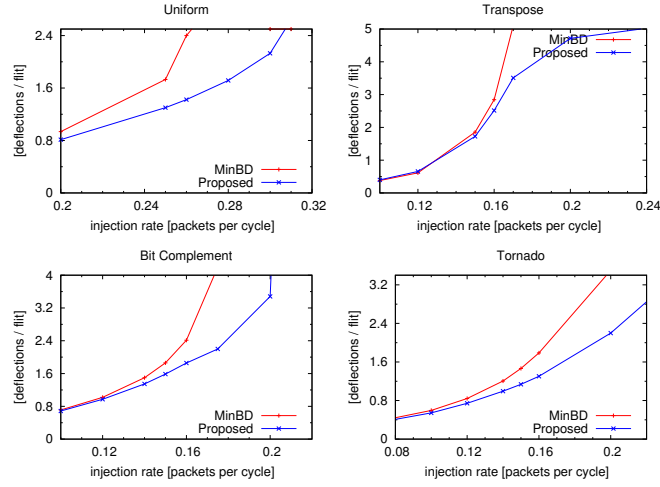 Uniform
[deflections / flit]
2.4
1.6
0.8
0
MinBD
Proposed
0.2 0.24 0.28 0.32
injection rate [packets per cycle]
Transpose
[deflections / flit]
5
4
3
2
1
0
MinBD
Proposed
0.12 0.16 0.2 0.24
injection rate [packets per cycle]
Bit Complement
[deflections / flit]
4
3.2
2.4
1.6
0.8
0
MinBD
Proposed
0.12 0.16 0.2
injection rate [packets per cycle]
Tornado
[deflections / flit]
3.2
2.4
1.6
0.8
0
MinBD
Proposed
0.08 0.12 0.16 0.2
injection rate [packets per cycle]